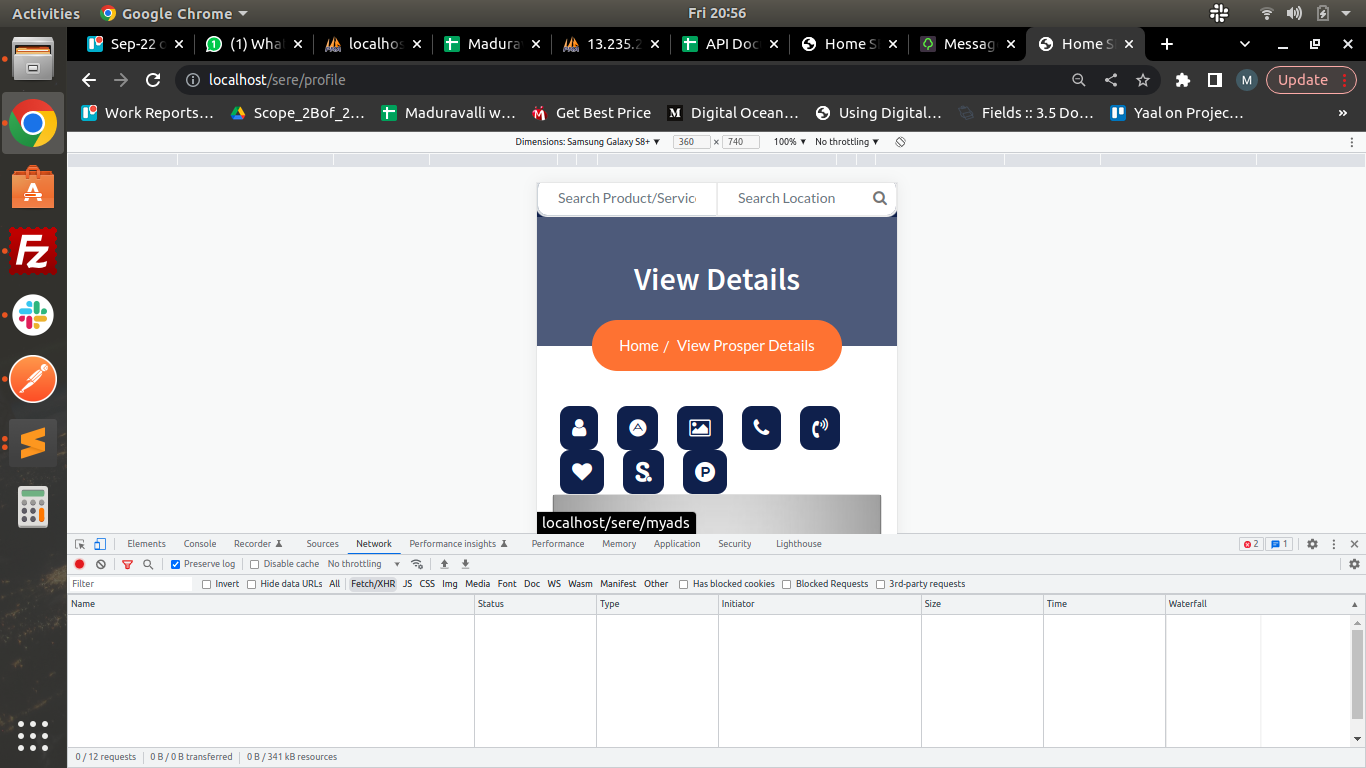 Activities Google Chrome Fri 20:56
Sep-22 o (1) Wha localhos Madurav 13.235.2 API Doc Home S Messag Home S
localhost/sere/profile M Update
Work Reports… Scope_2Bof_2… Maduravalli w… Get Best Price Digital Ocean… Using Digital… Fields :: 3.5 Do… Yaal on Projec… »
Dimensions: Samsung Galaxy S8+ ▼ 360 × 740 100% ▼ No throttling ▼
Search Product/Servic Search Location
View Details
Home / View Prosper Details
localhost/sere/myads
Elements Console Recorder Sources Network Performance insights Performance Memory Application Security Lighthouse 2 1
Preserve log Disable cache No throttling
Filter Invert Hide data URLs All Fetch/XHR JS CSS Img Media Font Doc WS Wasm Manifest Other Has blocked cookies Blocked Requests 3rd-party requests
Name Status Type Initiator Size Time Waterfall
0 / 12 requests 0 B / 0 B transferred 0 B / 341 kB resources